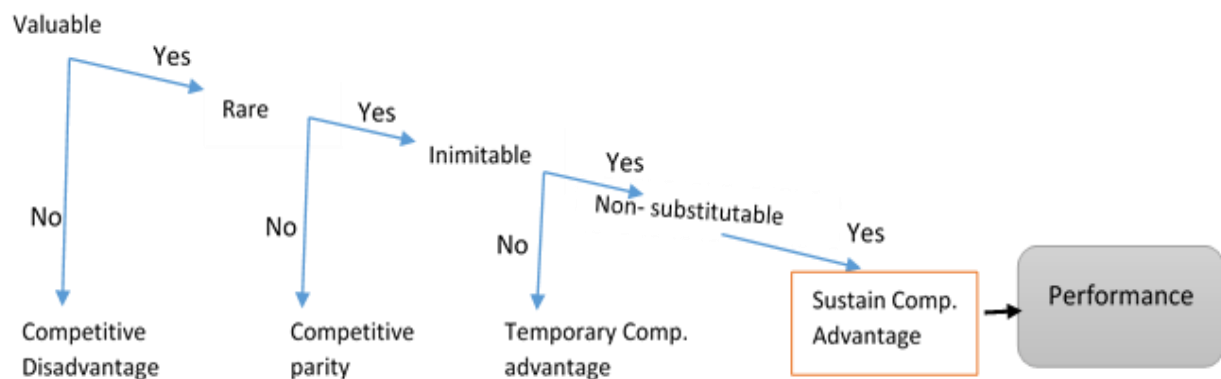 Valuable
Yes
Rare
Yes
Inimitable
Yes
Non- substitutable
Yes
No
No
No
Sustain Comp.
Advantage
Performance
Competitive
Disadvantage
Competitive
parity
Temporary Comp.
advantage